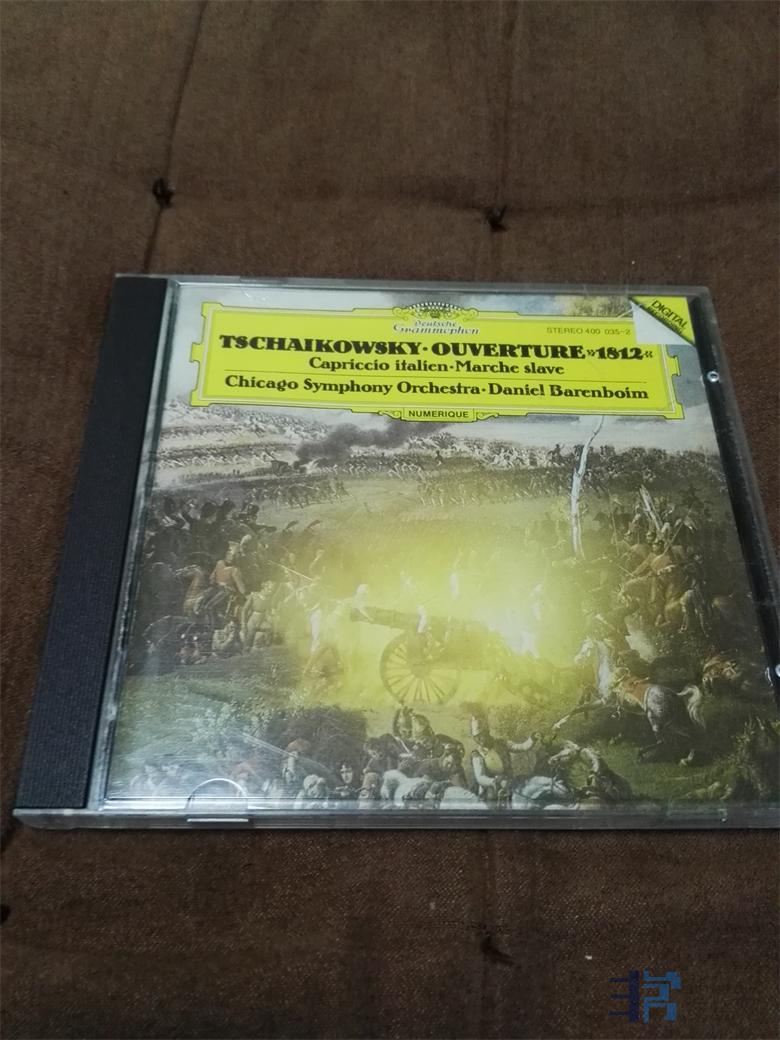 Deutsche
Grammophon
STEREO 400 035-2
DIGITAL
TSCHAIKOWSKY·OUVERTURE»1812«
Capriccio italien·Marche slave
Chicago Symphony Orchestra·Daniel Barenboim
NUMERIQUE